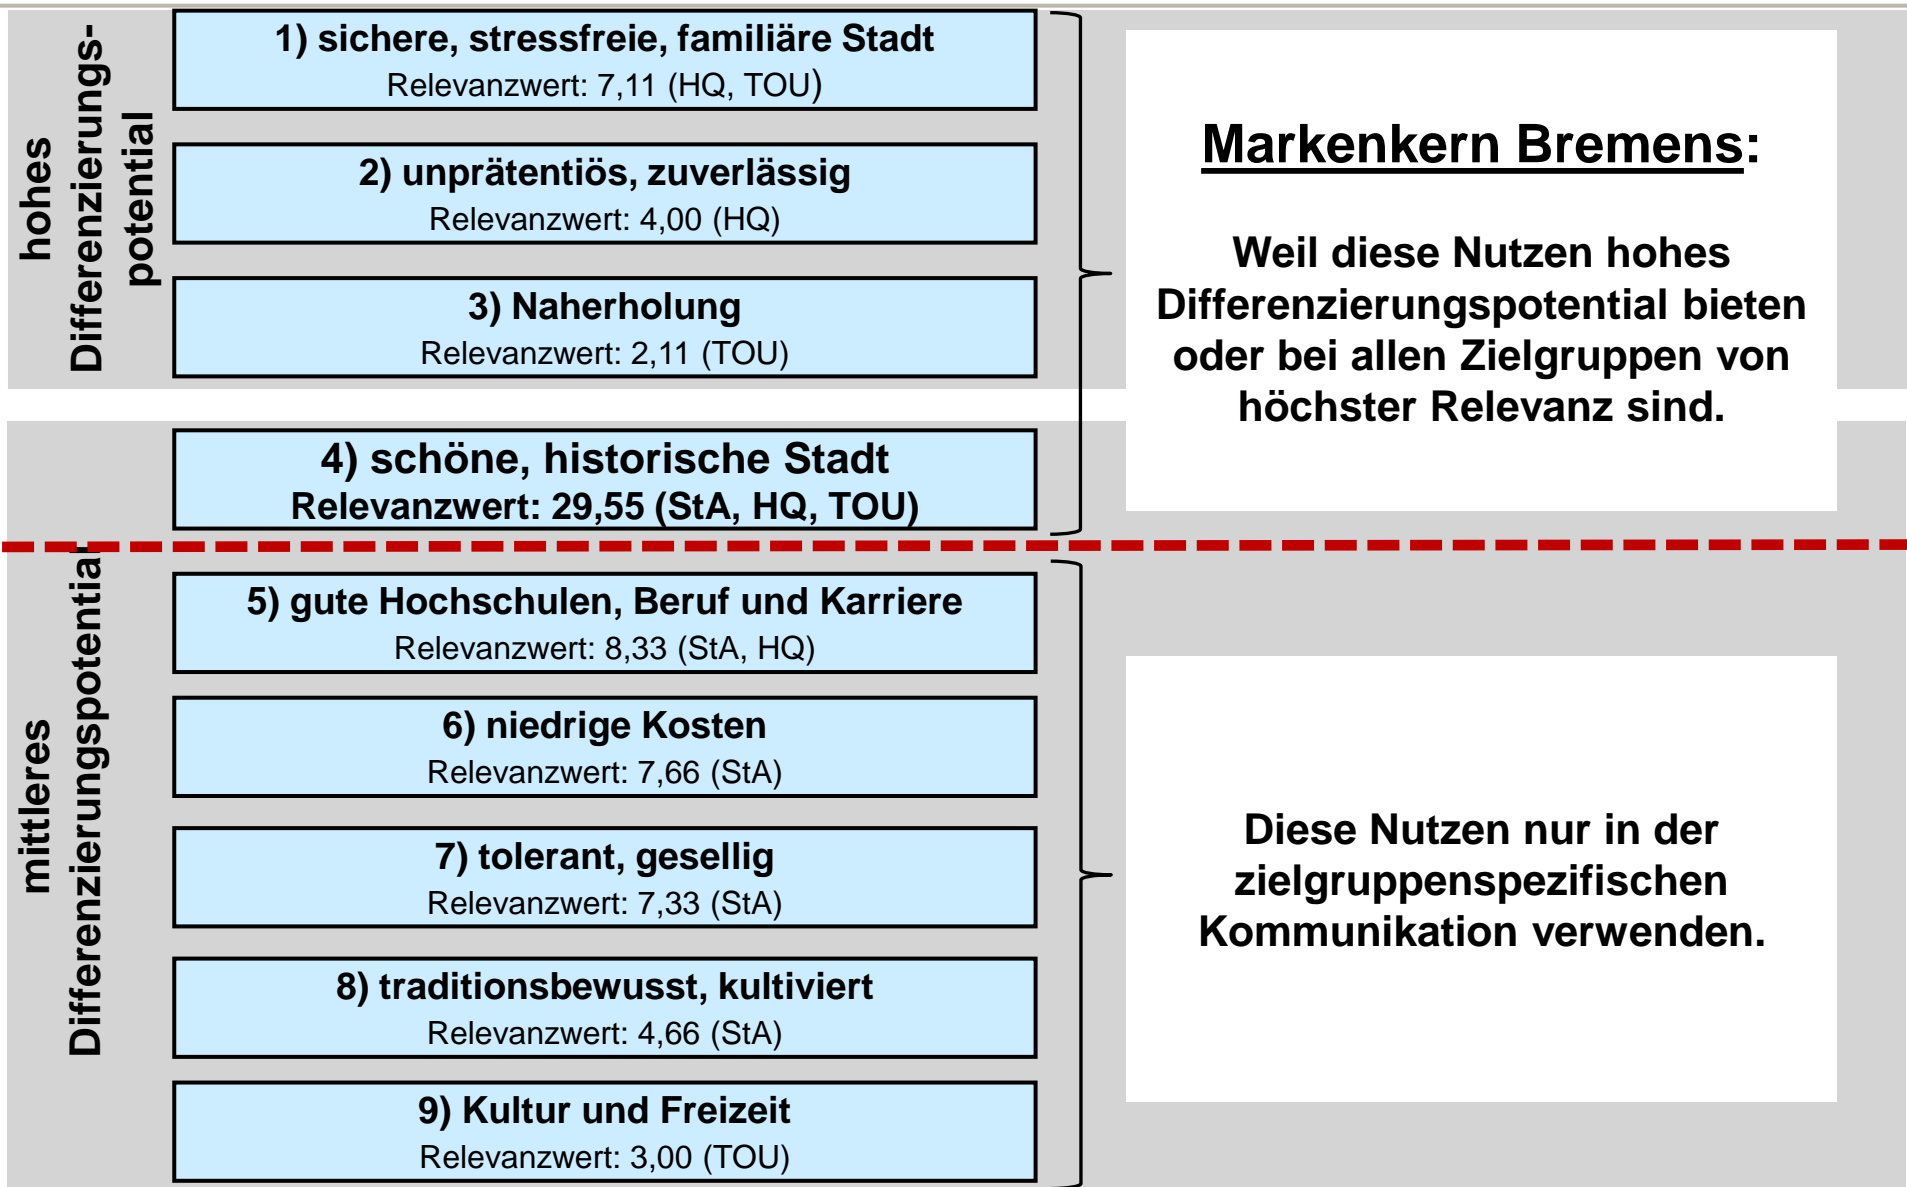 hohes
Differenzierungs-
potential
1) sichere, stressfreie, familiäre Stadt
Relevanzwert: 7,11 (HQ, TOU)
2) unprätentiös, zuverlässig
Relevanzwert: 4,00 (HQ)
3) Naherholung
Relevanzwert: 2,11 (TOU)
4) schöne, historische Stadt
Relevanzwert: 29,55 (StA, HQ, TOU)
Markenkern Bremens:
Weil diese Nutzen hohes
Differenzierungspotential bieten
oder bei allen Zielgruppen von
höchster Relevanz sind.
mittleres
Differenzierungspotential
5) gute Hochschulen, Beruf und Karriere
Relevanzwert: 8,33 (StA, HQ)
6) niedrige Kosten
Relevanzwert: 7,66 (StA)
7) tolerant, gesellig
Relevanzwert: 7,33 (StA)
8) traditionsbewusst, kultiviert
Relevanzwert: 4,66 (StA)
9) Kultur und Freizeit
Relevanzwert: 3,00 (TOU)
Diese Nutzen nur in der
zielgruppenspezifischen
Kommunikation verwenden.